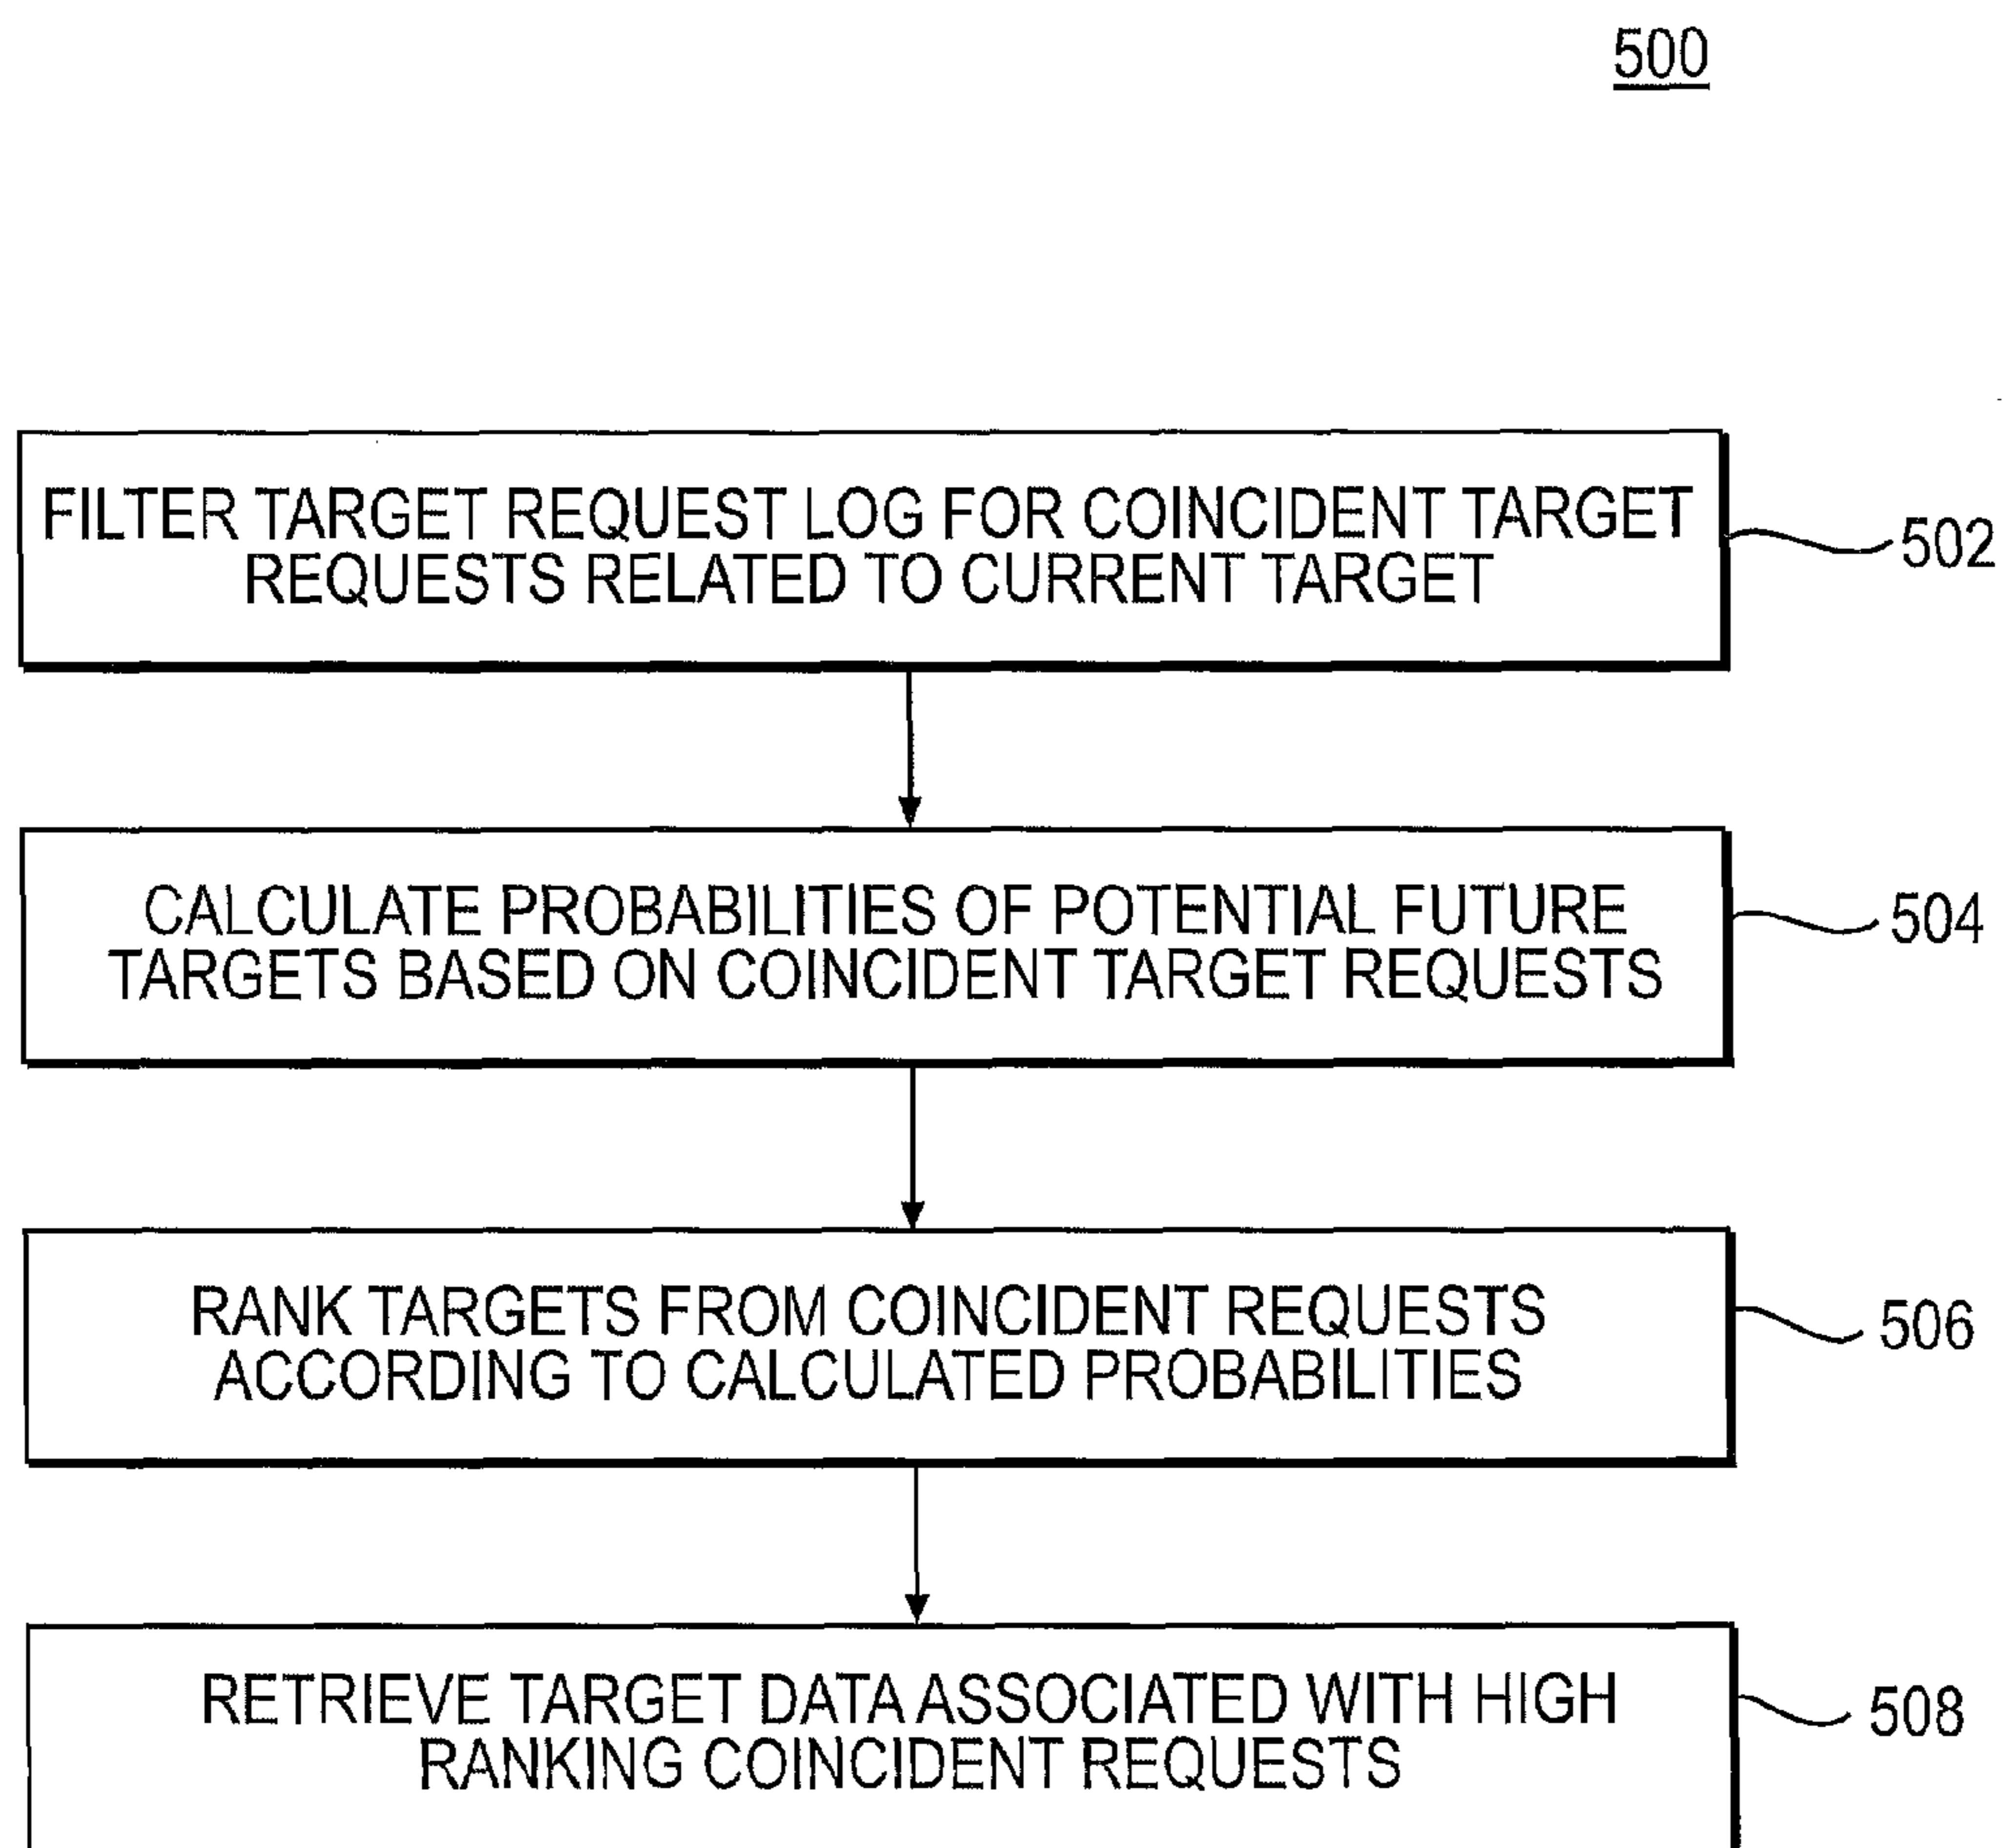 500
FILTER TARGET REQUEST LOG FOR COINCIDENT TARGET
REQUESTS RELATED TO CURRENT TARGET
502
CALCULATE PROBABILITIES OF POTENTIAL FUTURE
TARGETS BASED ON COINCIDENT TARGET REQUESTS
504
RANK TARGETS FROM COINCIDENT REQUESTS
ACCORDING TO CALCULATED PROBABILITIES
506
RETRIEVE TARGET DATA ASSOCIATED WITH HIGH
RANKING COINCIDENT REQUESTS
508